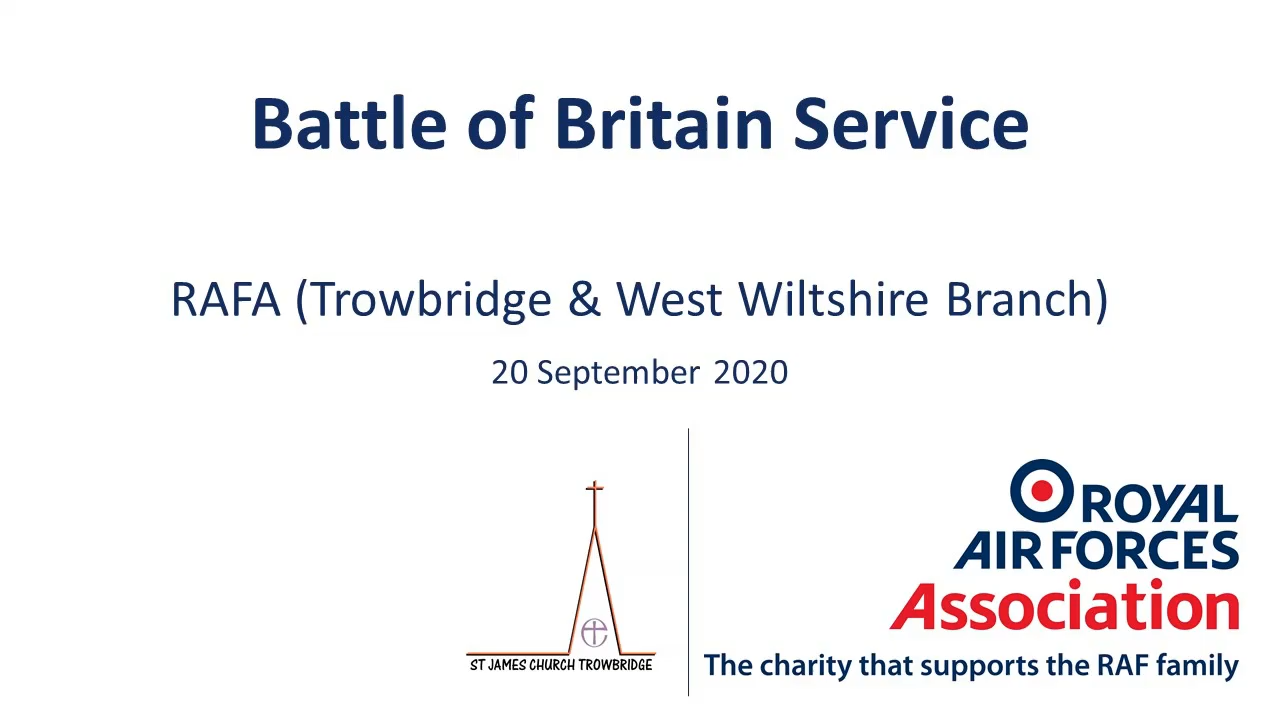 Battle of Britain Service
RAFA (Trowbridge & West Wiltshire Branch)
20 September 2020
ST JAMES CHURCH TROWBRIDGE
ROYAL
AIR FORCES
Association
The charity that supports the RAF family